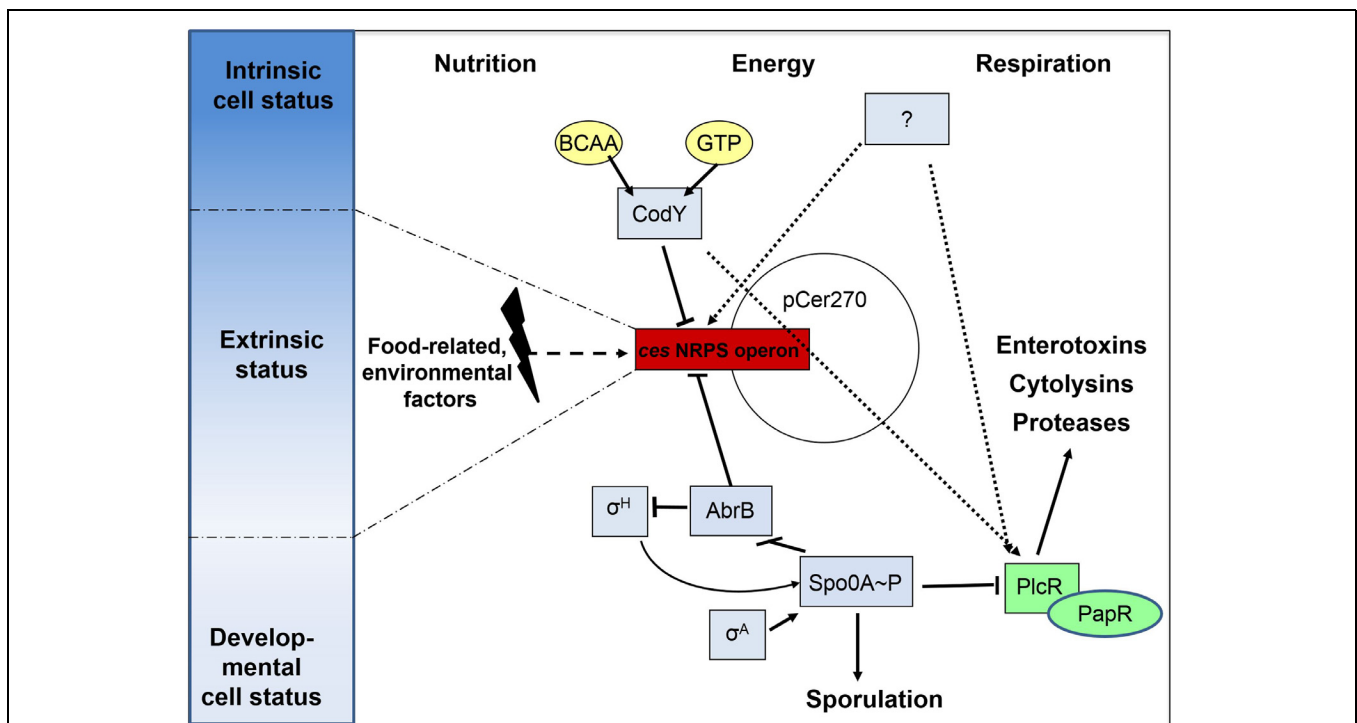 Intrinsic
cell status
Extrinsic
status
Develop-
mental
cell status
Nutrition
Energy
Respiration
?
BCAA
GTP
CodY
pCer270
Food-related,
environmental
factors
ces NRPS operon
Enterotoxins
Cytolysins
Proteases
σH
AbrB
Spo0A~P
PlcR
PapR
σA
Sporulation